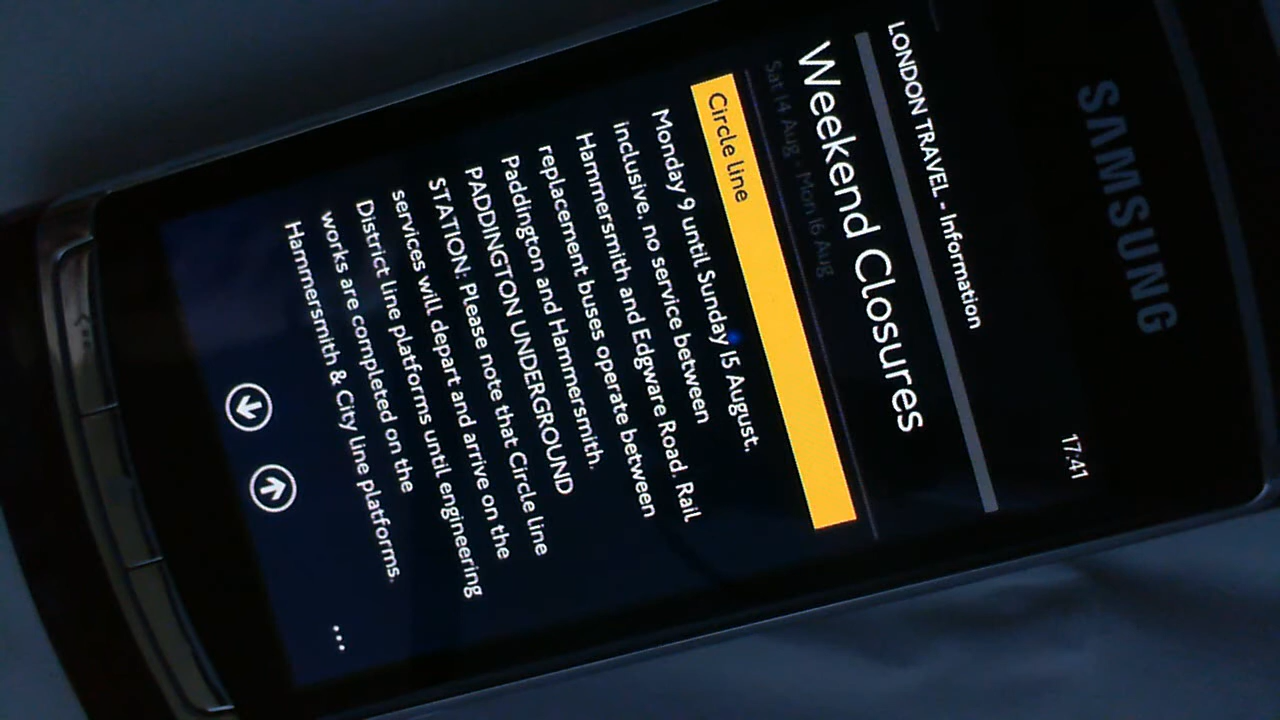 SAMSUNG
17:41
LONDON TRAVEL - Information
Weekend Closures
Sat 14 Aug - Mon 16 Aug
Circle line
Monday 9 until Sunday 15 August,
inclusive, no service between
Hammersmith and Edgware Road. Rail
replacement buses operate between
Paddington and Hammersmith.
PADDINGTON UNDERGROUND
STATION: Please note that Circle line
services will depart and arrive on the
District line platforms until engineering
works are completed on the
Hammersmith & City line platforms.
...